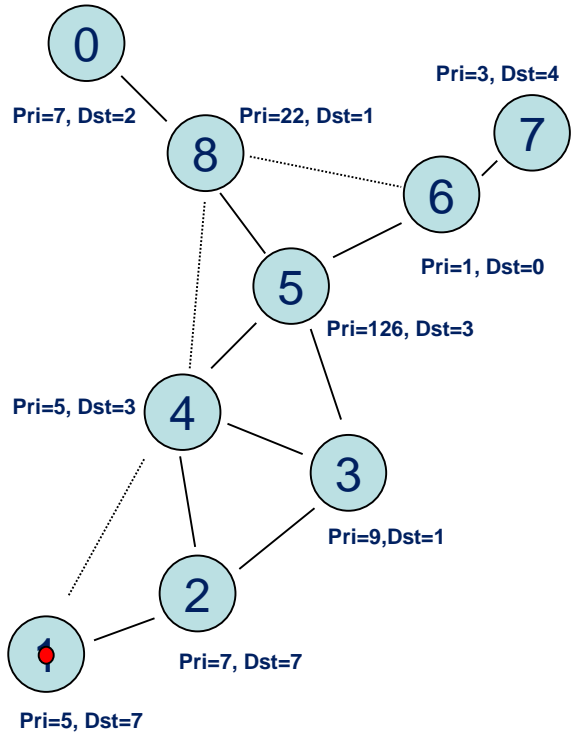 0
Pri=3, Dst=4
Pri=7, Dst=2
Pri=22, Dst=1
7
8
6
Pri=1, Dst=0
5
Pri=126, Dst=3
Pri=5, Dst=3
4
3
Pri=9,Dst=1
2
1
Pri=7, Dst=7
Pri=5, Dst=7